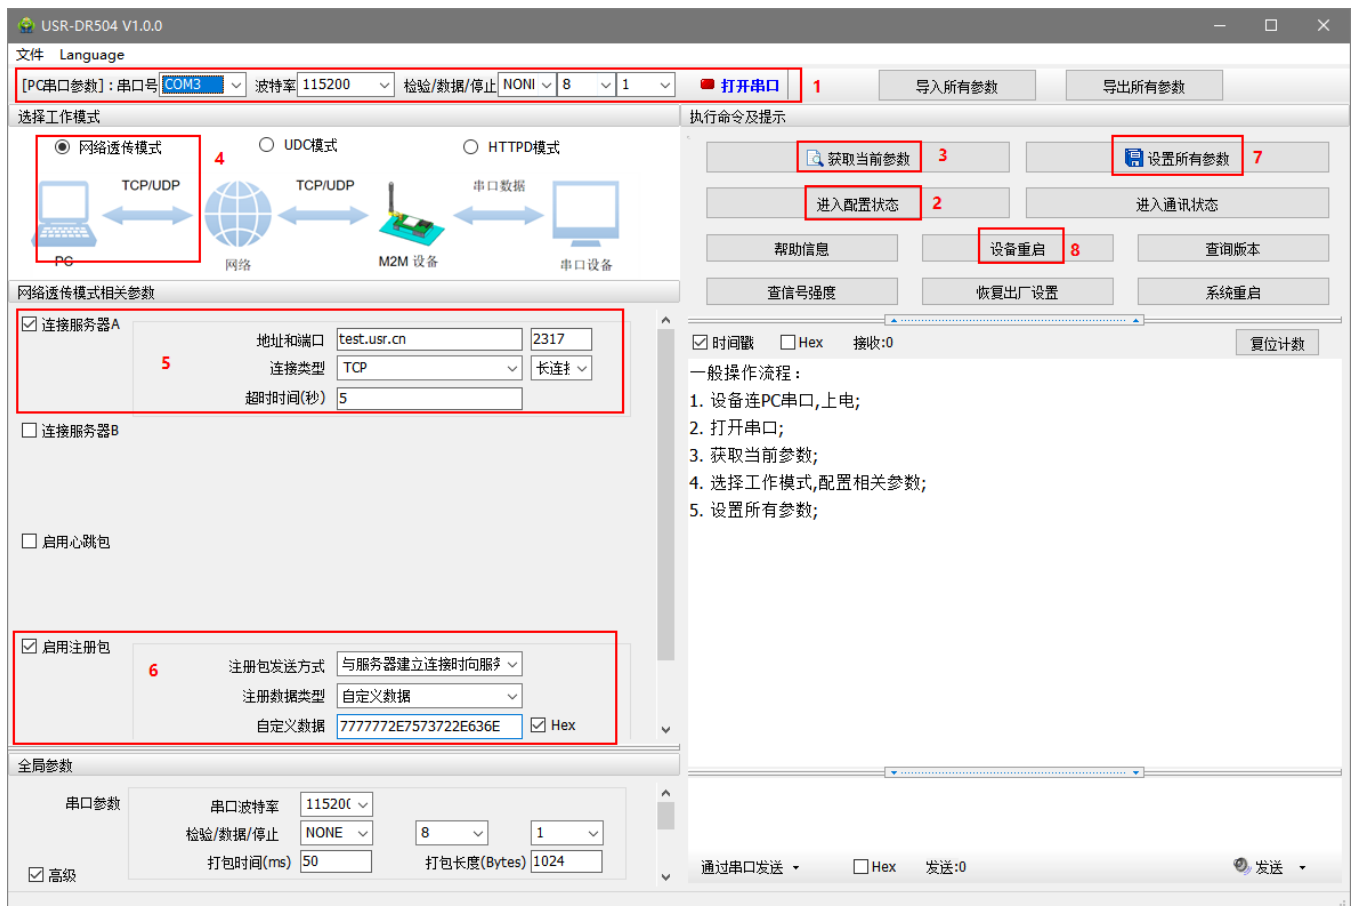 USR-DR504 V1.0.0
文件 Language
[PC串口参数]：串口号 COM3 波特率 115200 检验/数据/停止 NONI 8 1 打开串口 1 导入所有参数 导出所有参数
选择工作模式
网络透传模式 4 UDC模式 HTTPD模式
TCP/UDP TCP/UDP 串口数据
PC 网络 M2M 设备 串口设备
执行命令及提示
获取当前参数 3 设置所有参数 7
进入配置状态 2 进入通讯状态
帮助信息 设备重启 8 查询版本
查信号强度 恢复出厂设置 系统重启
网络透传模式相关参数
连接服务器A
5
地址和端口 test.usr.cn 2317
连接类型 TCP 长连接
超时时间(秒) 5
连接服务器B
启用心跳包
启用注册包
6
注册包发送方式 与服务器建立连接时向服务
注册数据类型 自定义数据
自定义数据 7777772E7573722E636E Hex
全局参数
串口参数 串口波特率 115200
检验/数据/停止 NONE 8 1
打包时间(ms) 50 打包长度(Bytes) 1024
高级
时间戳 Hex 接收:0 复位计数
一般操作流程：
1. 设备连PC串口,上电;
2. 打开串口;
3. 获取当前参数;
4. 选择工作模式,配置相关参数;
5. 设置所有参数;
通过串口发送 Hex 发送:0 发送